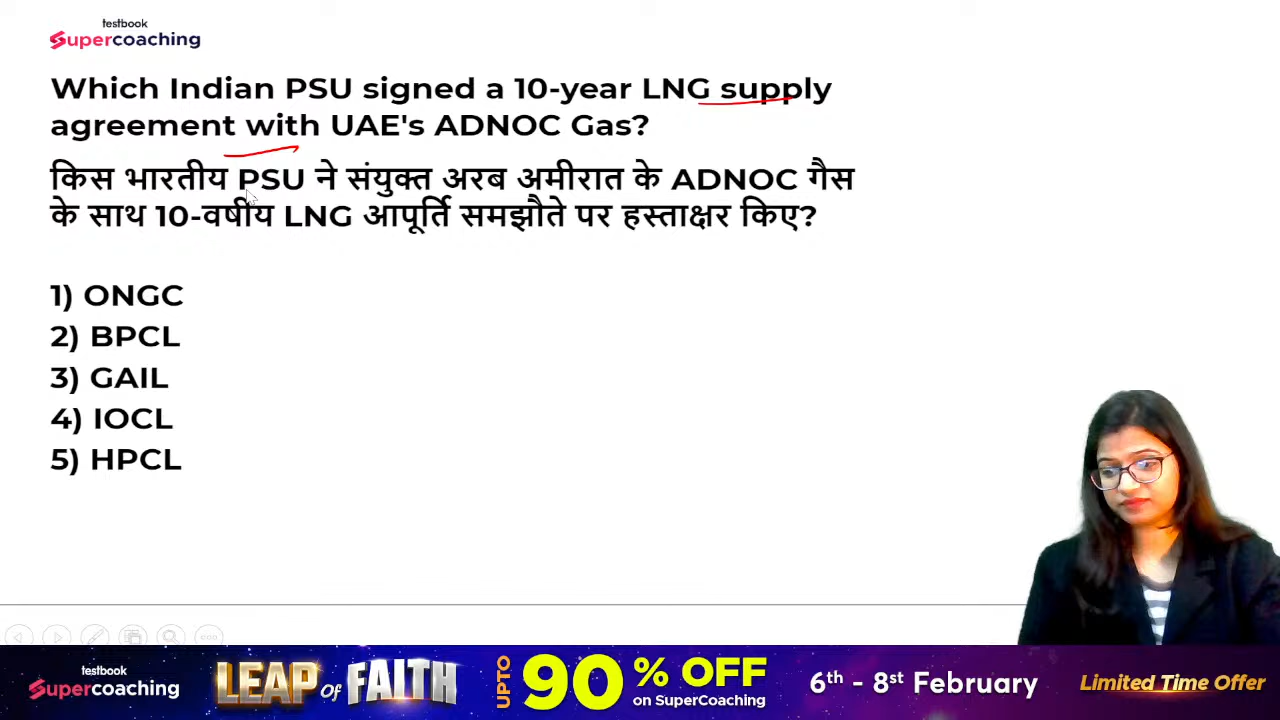 testbook
Supercoaching
Which Indian PSU signed a 10-year LNG supply
agreement with UAE's ADNOC Gas?
किस भारतीय PSU ने संयुक्त अरब अमीरात के ADNOC गैस
के साथ 10-वर्षीय LNG आपूर्ति समझौते पर हस्ताक्षर किए?
1) ONGC
2) BPCL
3) GAIL
4) IOCL
5) HPCL
testbook
Supercoaching
LEAP Of FAITH
UPTO 90% OFF
on SuperCoaching
6th - 8th February
Limited Time Offer